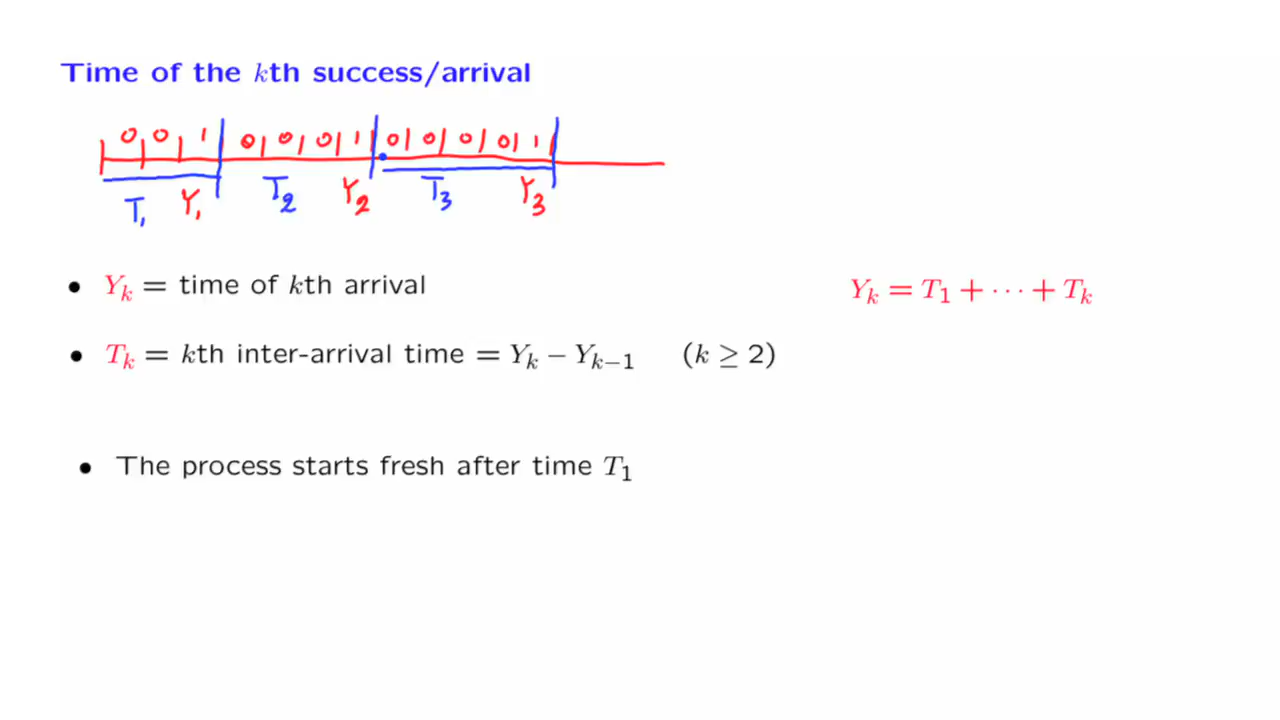 Time of the kth success/arrival
0 0 1 0 0 0 1 0 0 0 0 1
T₁ Y₁ T₂ Y₂ T₃ Y₃
• Yₖ = time of kth arrival
Yₖ = T₁ + ··· + Tₖ
• Tₖ = kth inter-arrival time = Yₖ − Yₖ₋₁ (k ≥ 2)
• The process starts fresh after time T₁